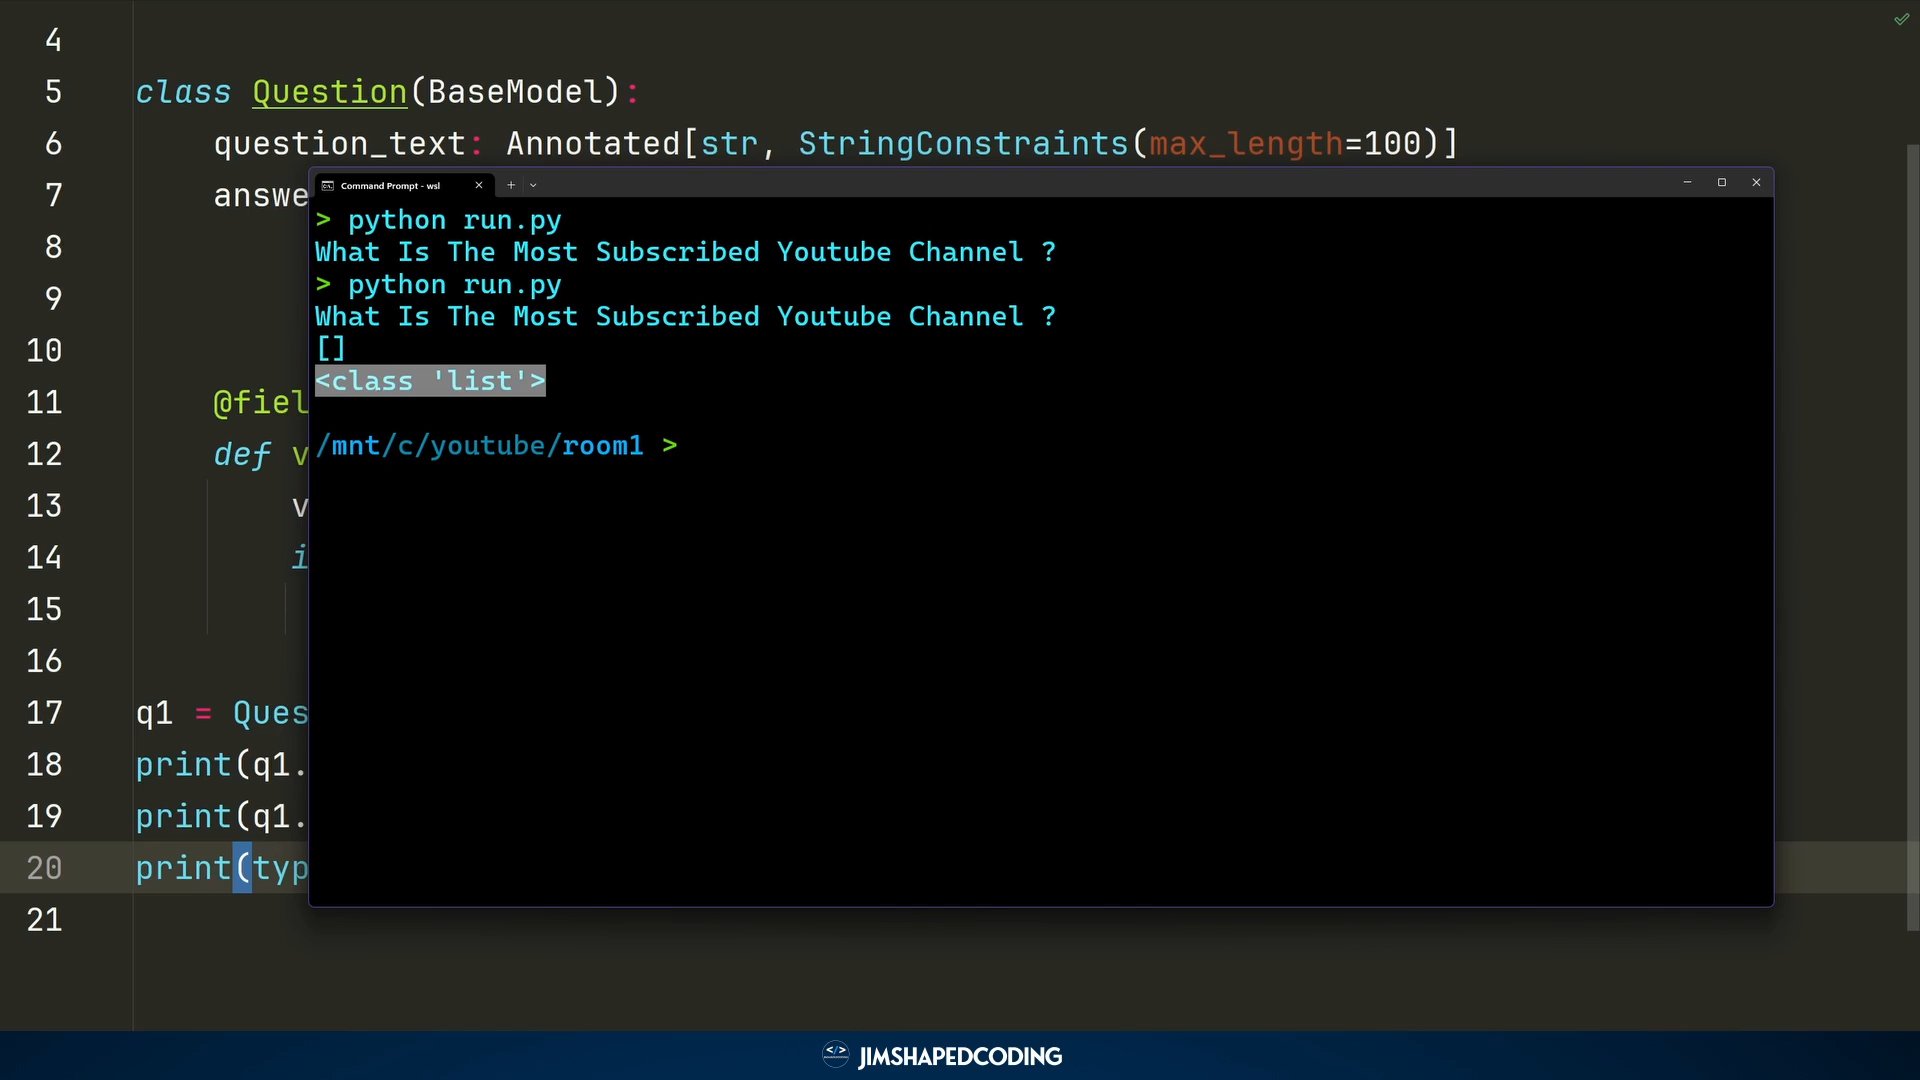 4
5 class Question(BaseModel):
6 question_text: Annotated[str, StringConstraints(max_length=100)]
7 answe
8
9
10
11 @fiel
12 def v
13 v
14 i
15
16
17 q1 = Ques
18 print(q1.
19 print(q1.
20 print(typ
21
Command Prompt - wsl
> python run.py
What Is The Most Subscribed Youtube Channel ?
> python run.py
What Is The Most Subscribed Youtube Channel ?
[]
<class 'list'>
/mnt/c/youtube/room1 >
</> JIMSHAPEDCODING